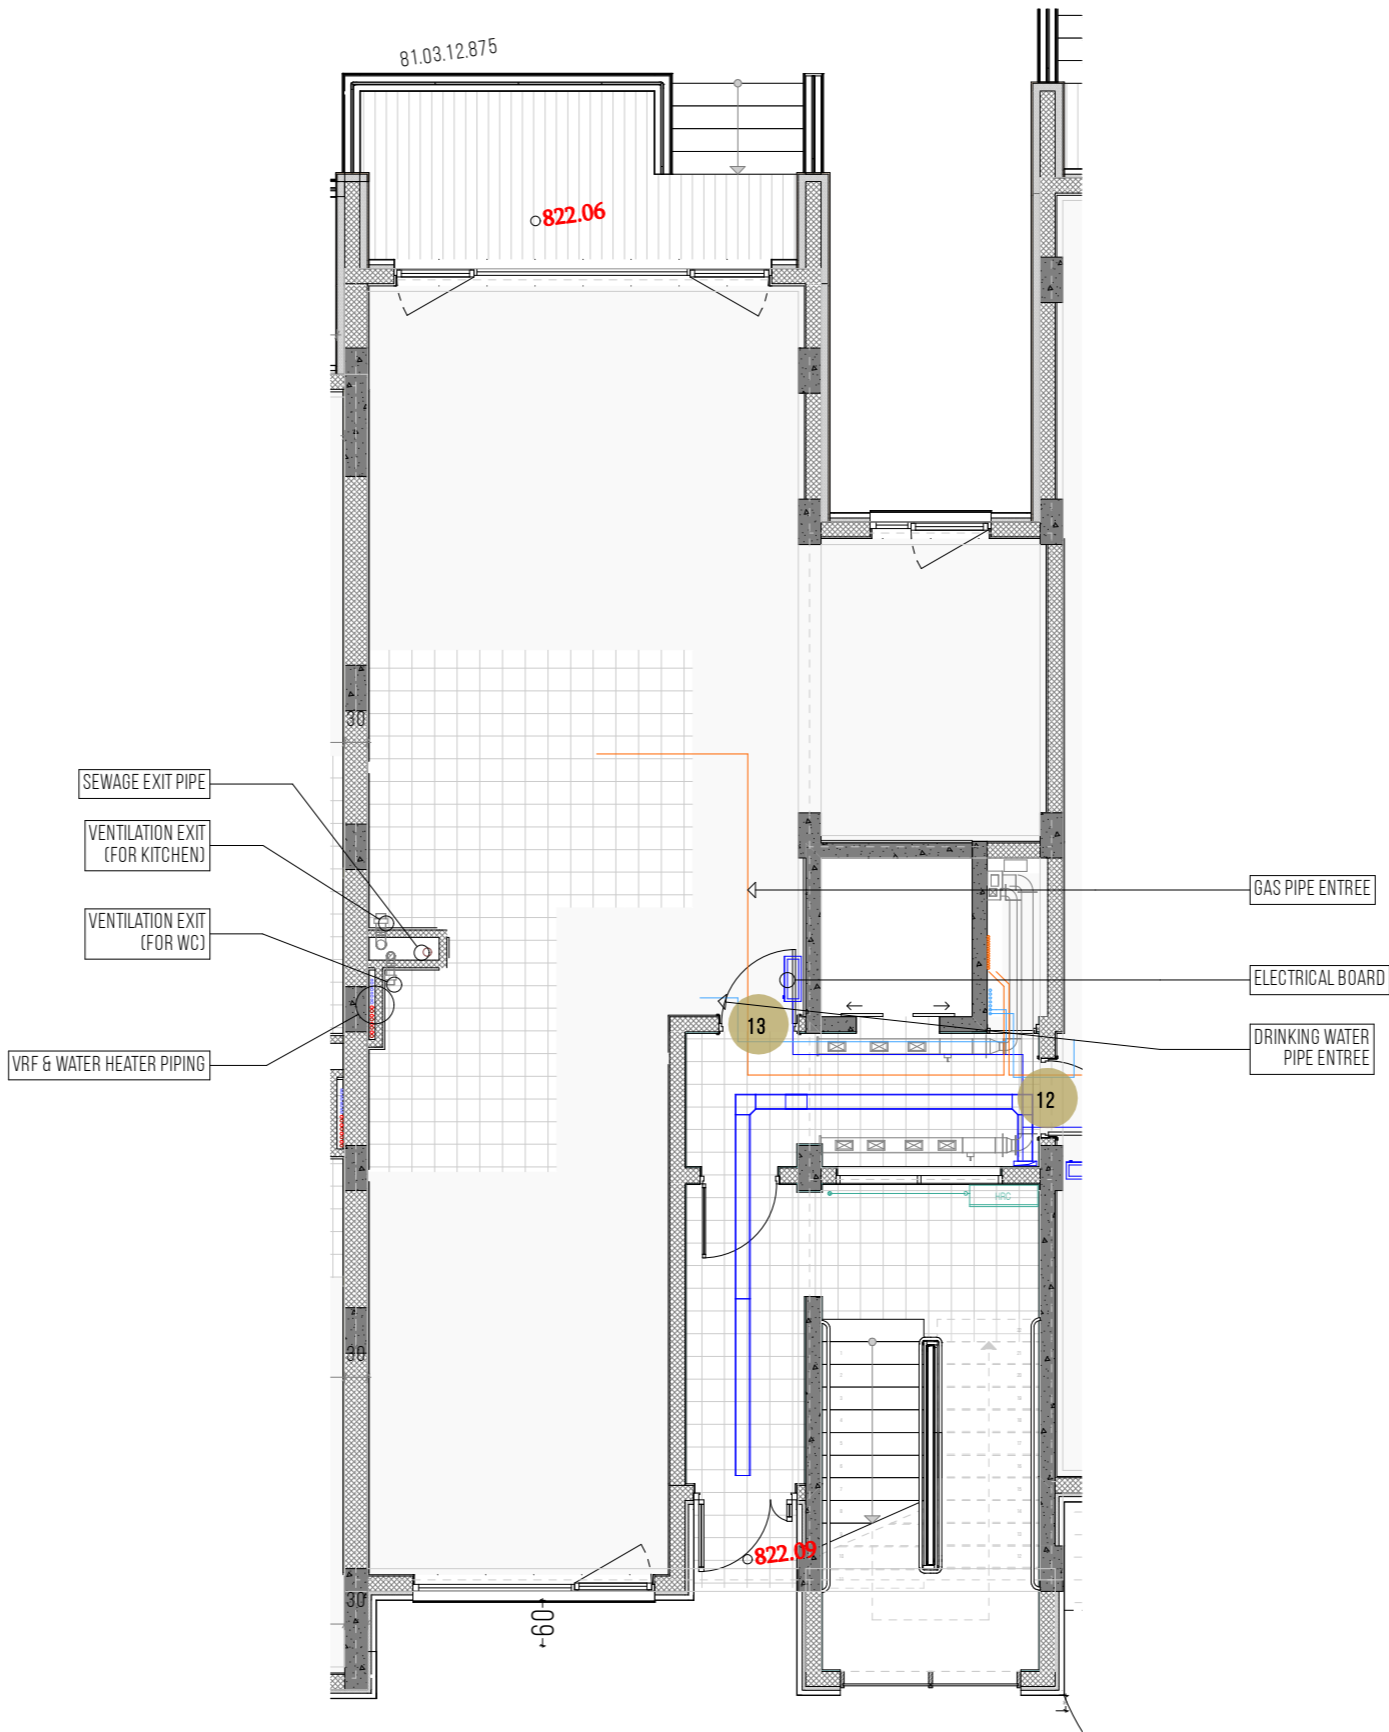 81.03.12.875
822.06
30
SEWAGE EXIT PIPE
VENTILATION EXIT
(FOR KITCHEN)
GAS PIPE ENTREE
VENTILATION EXIT
(FOR WC)
ELECTRICAL BOARD
13
DRINKING WATER
PIPE ENTREE
VRF & WATER HEATER PIPING
12
HRC
30
822.09
30
60